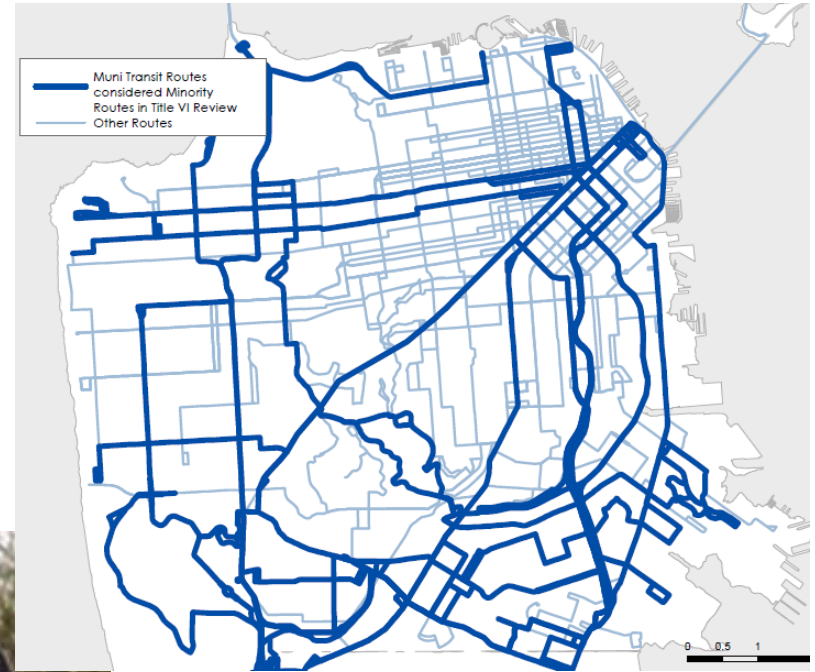 Muni Transit Routes
considered Minority
Routes in Title VI Review
Other Routes
0 0.5 1